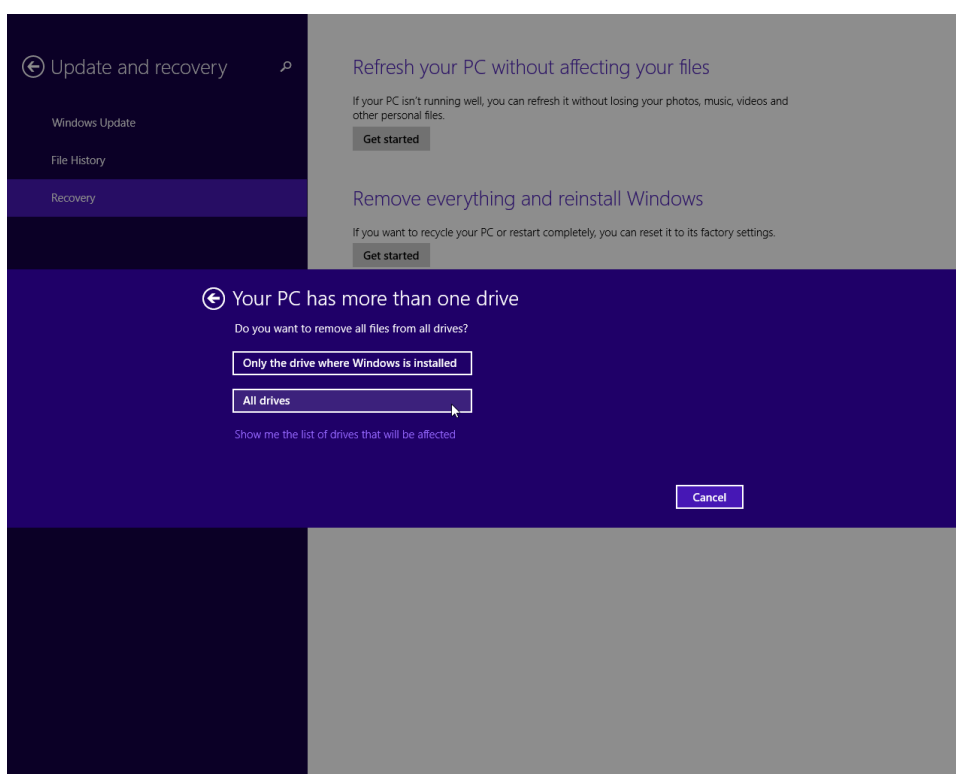 Update and recovery
Windows Update
File History
Recovery
Refresh your PC without affecting your files
If your PC isn't running well, you can refresh it without losing your photos, music, videos and
other personal files.
Get started
Remove everything and reinstall Windows
If you want to recycle your PC or restart completely, you can reset it to its factory settings.
Get started
Your PC has more than one drive
Do you want to remove all files from all drives?
Only the drive where Windows is installed
All drives
Show me the list of drives that will be affected
Cancel